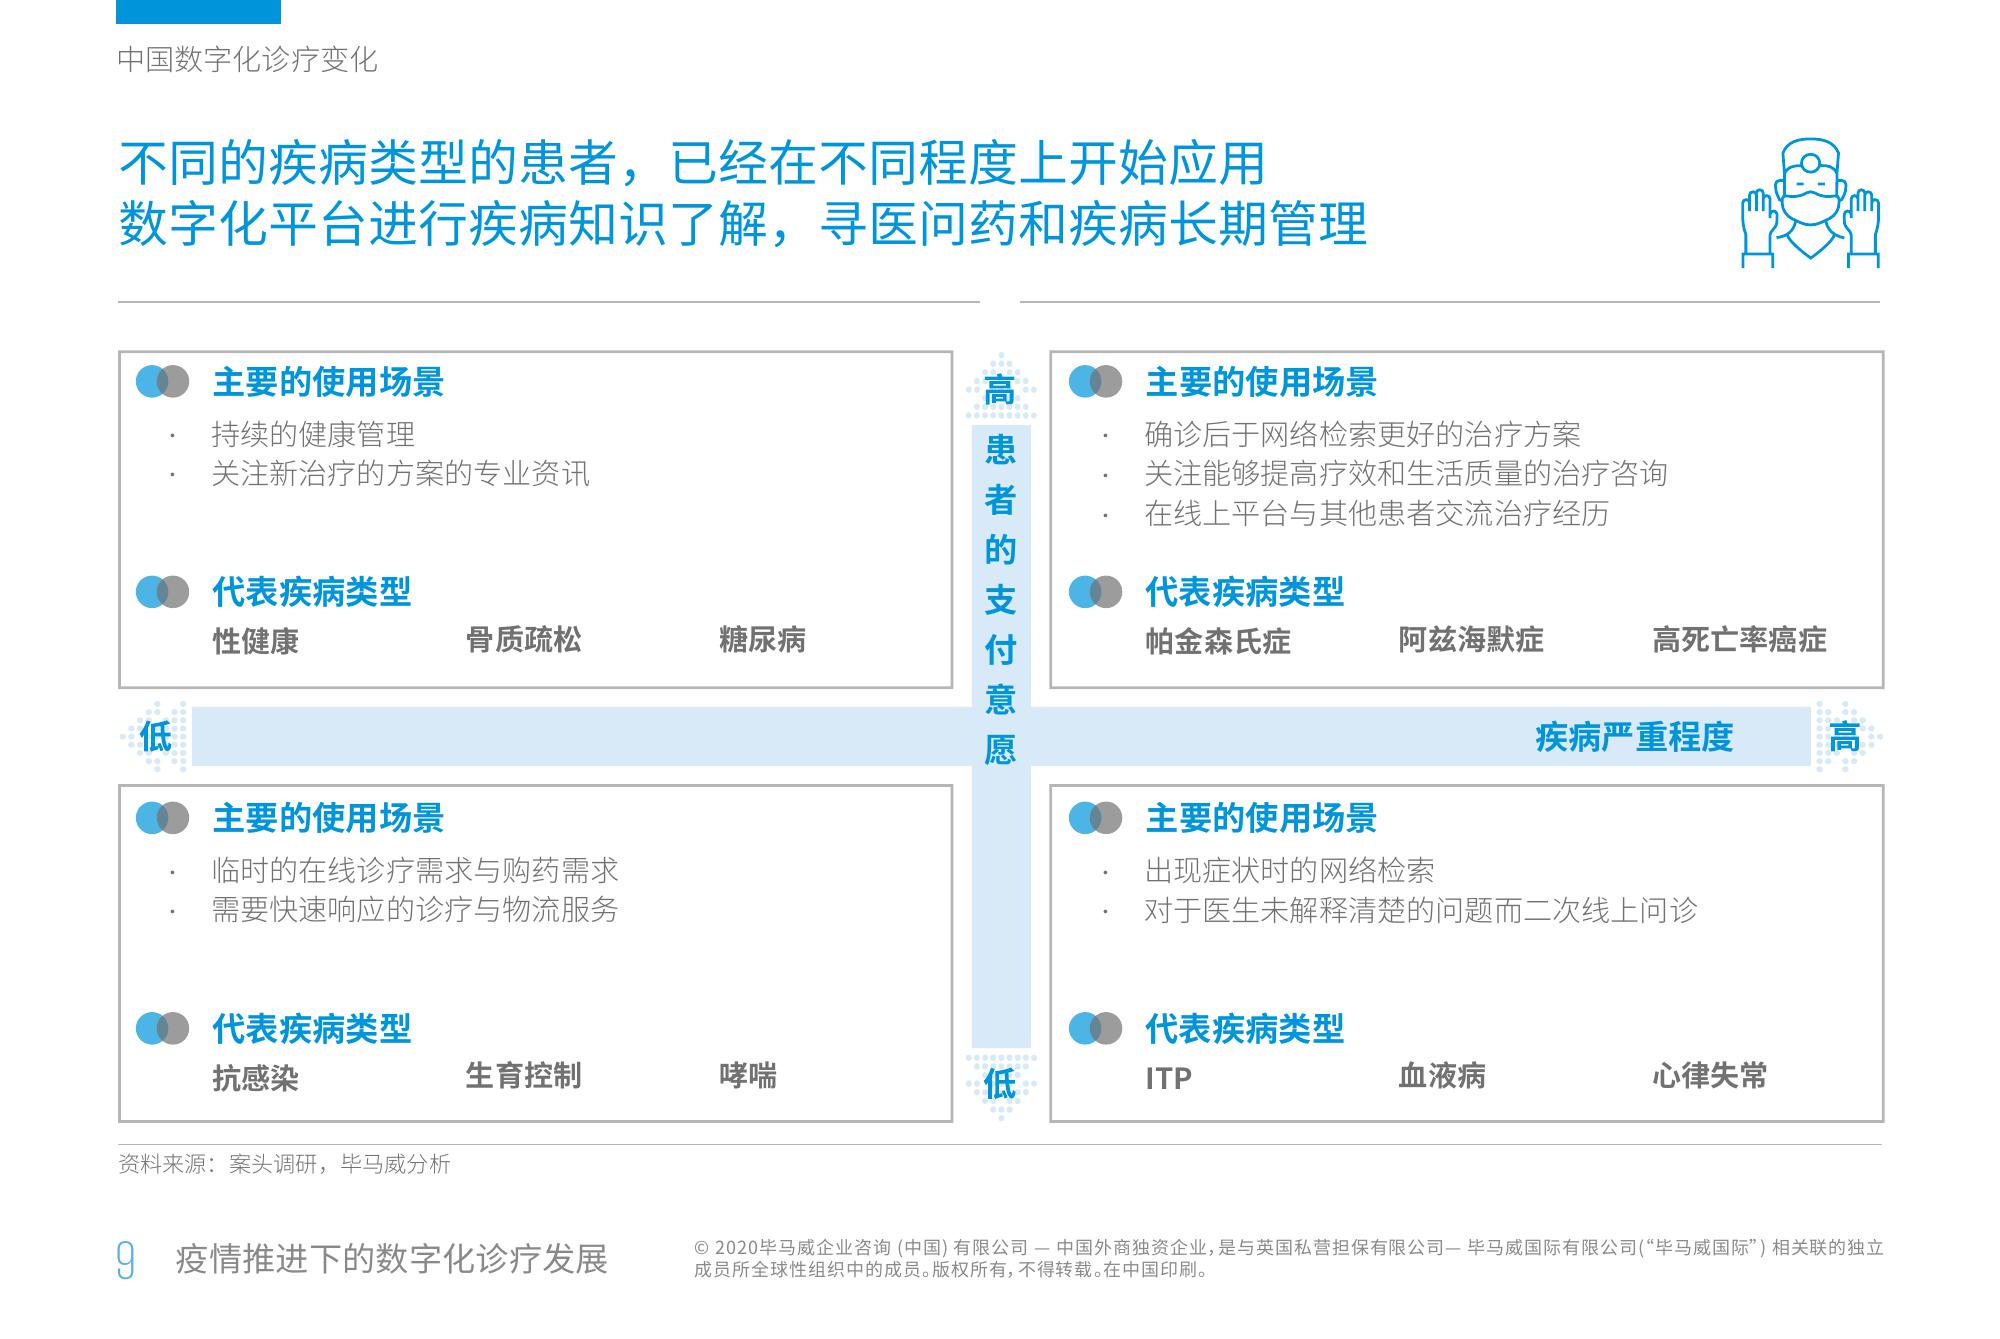 中国数字化诊疗变化
不同的疾病类型的患者，已经在不同程度上开始应用
数字化平台进行疾病知识了解，寻医问药和疾病长期管理
主要的使用场景
· 持续的健康管理
· 关注新治疗的方案的专业资讯
代表疾病类型
性健康 骨质疏松 糖尿病
高
患
者
的
支
付
意
愿
主要的使用场景
· 确诊后于网络检索更好的治疗方案
· 关注能够提高疗效和生活质量的治疗咨询
· 在线上平台与其他患者交流治疗经历
代表疾病类型
帕金森氏症 阿兹海默症 高死亡率癌症
低
疾病严重程度
高
主要的使用场景
· 临时的在线诊疗需求与购药需求
· 需要快速响应的诊疗与物流服务
代表疾病类型
抗感染 生育控制 哮喘
低
主要的使用场景
· 出现症状时的网络检索
· 对于医生未解释清楚的问题而二次线上问诊
代表疾病类型
ITP 血液病 心律失常
资料来源：案头调研，毕马威分析
9 疫情推进下的数字化诊疗发展
© 2020毕马威企业咨询 (中国) 有限公司 — 中国外商独资企业，是与英国私营担保有限公司— 毕马威国际有限公司(“毕马威国际”) 相关联的独立
成员所全球性组织中的成员。版权所有，不得转载。在中国印刷。